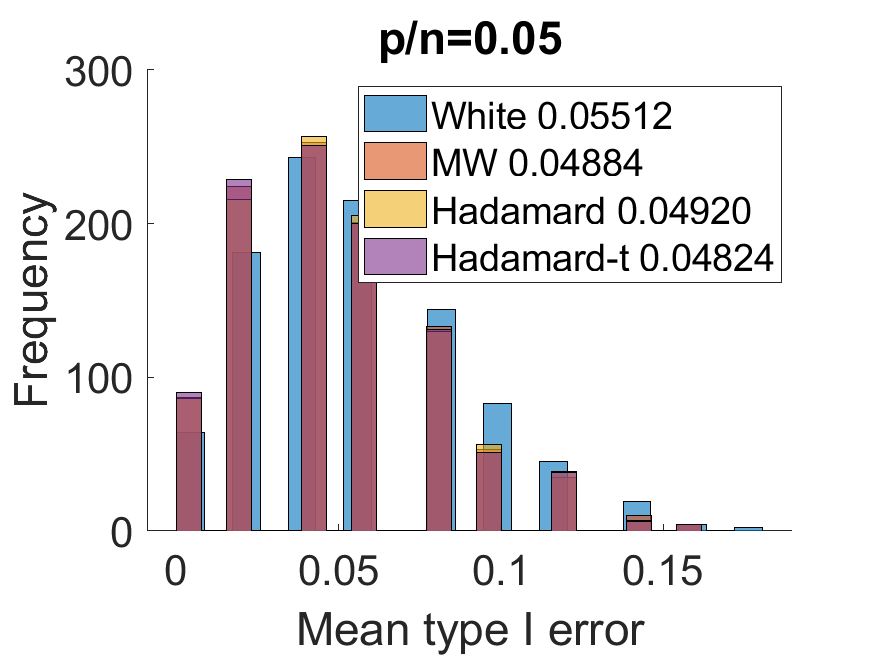 p/n=0.05
300
200
100
0
Frequency
White 0.05512
MW 0.04884
Hadamard 0.04920
Hadamard-t 0.04824
0 0.05 0.1 0.15
Mean type I error